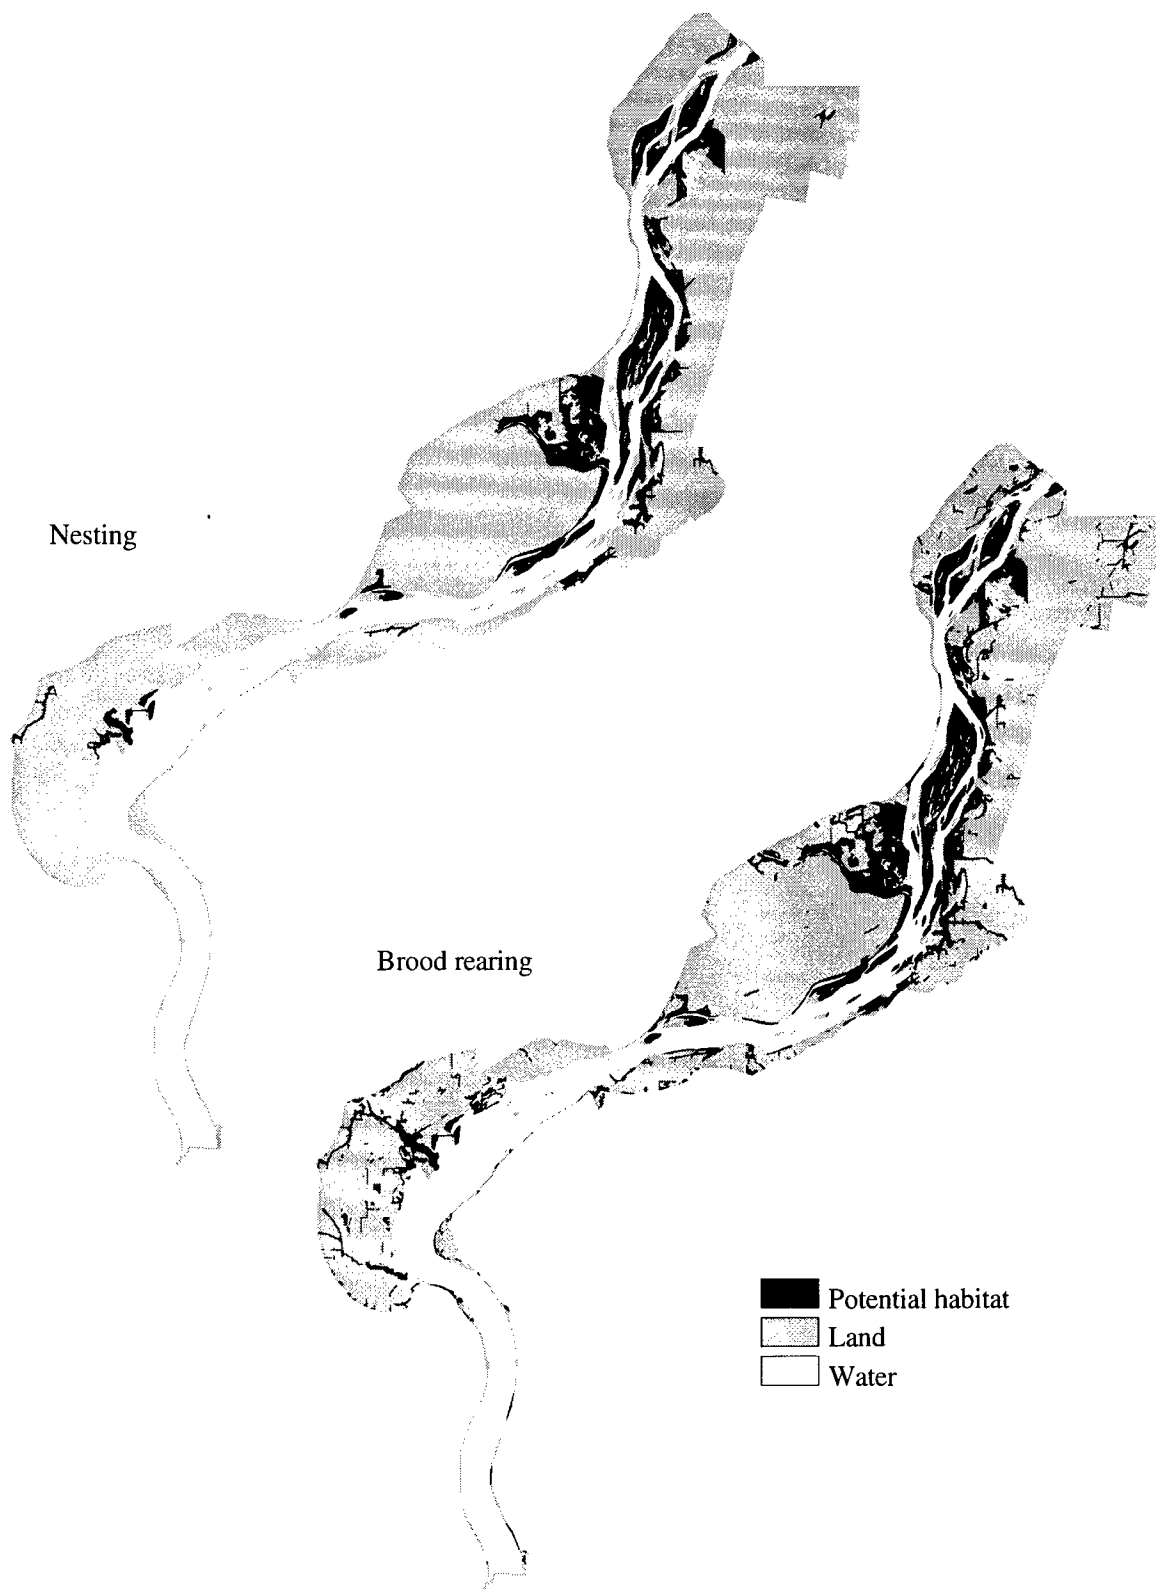 Nesting
Brood rearing
Potential habitat
Land
Water